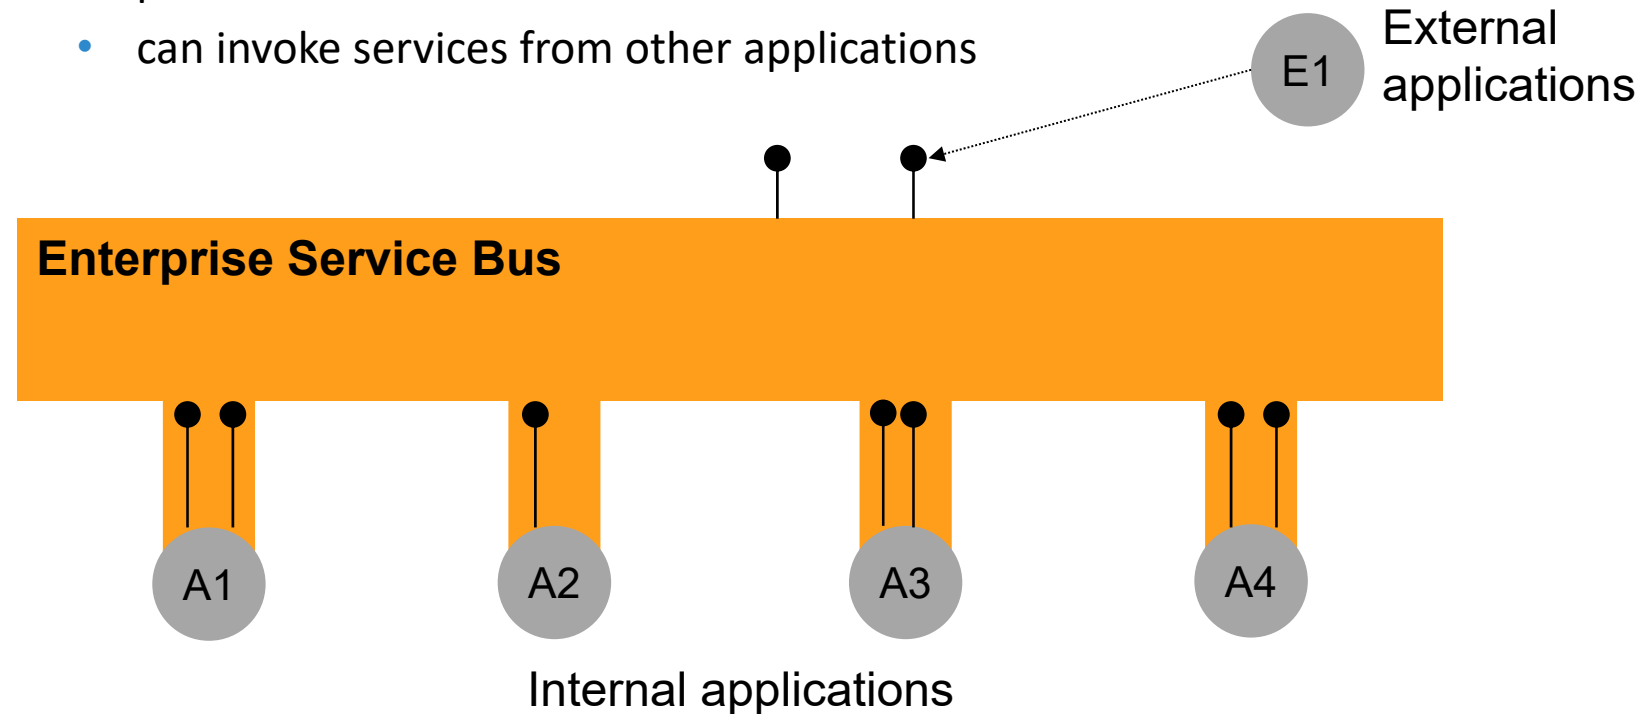 • can invoke services from other applications
External
applications
E1
Enterprise Service Bus
A1
A2
A3
A4
Internal applications